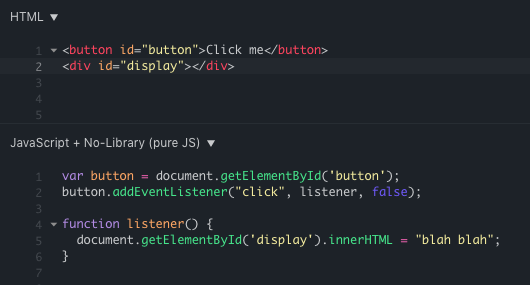 HTML ▼
1 <button id="button">Click me</button>
2 <div id="display"></div>
3
4
5
JavaScript + No-Library (pure JS) ▼
1 var button = document.getElementById('button');
2 button.addEventListener("click", listener, false);
3
4 function listener() {
5   document.getElementById('display').innerHTML = "blah blah";
6 }
7